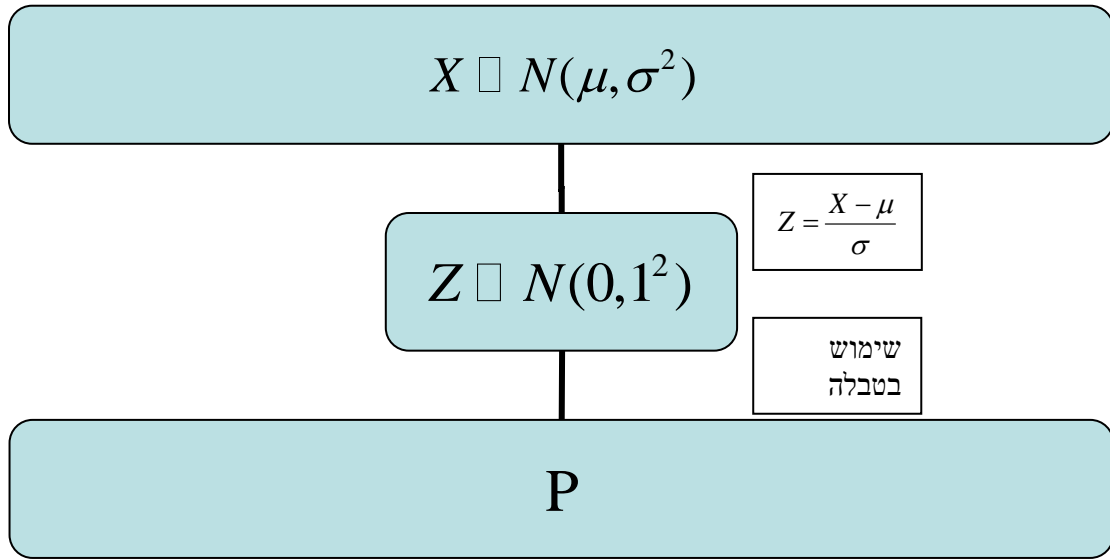 X □ N(μ, σ²)
Z = (X − μ) / σ
Z □ N(0,1²)
שימוש
בטבלה
P